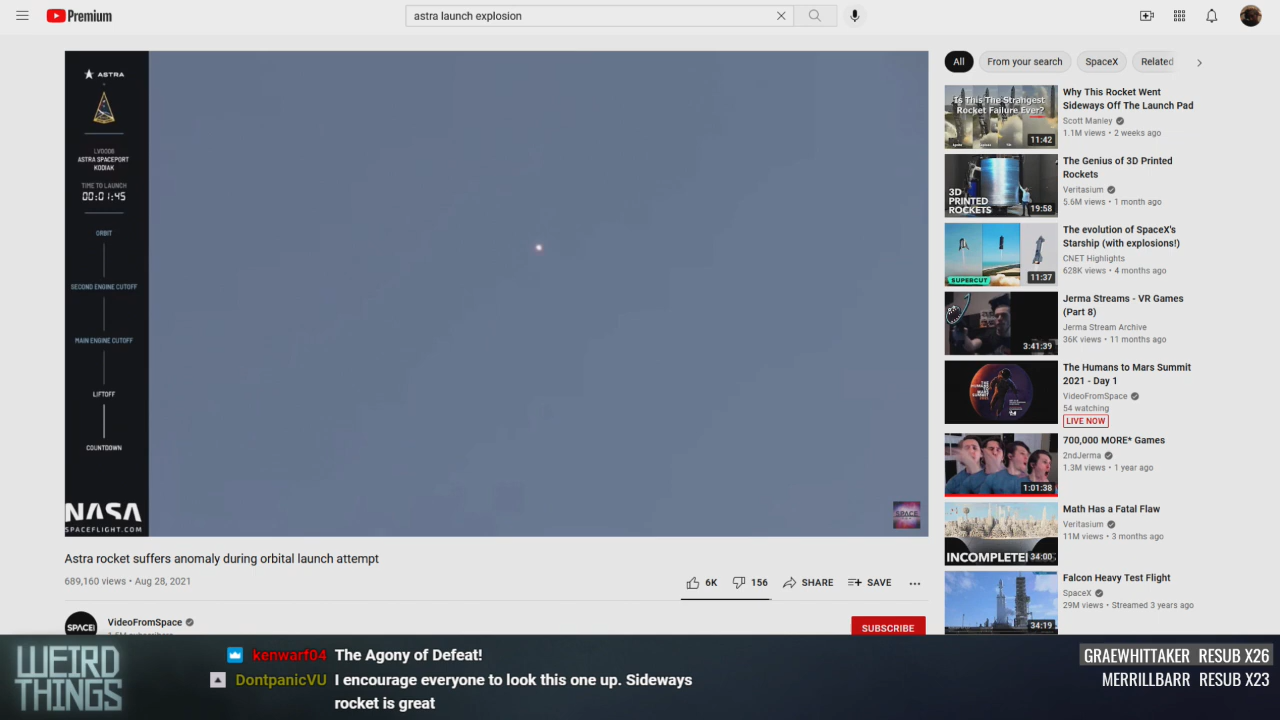 Premium
astra launch explosion
ASTRA
LV0006
ASTRA SPACEPORT
KODIAK
TIME TO LAUNCH
00:01:45
ORBIT
SECOND ENGINE CUTOFF
MAIN ENGINE CUTOFF
LIFTOFF
COUNTDOWN
NASA
SPACEFLIGHT.COM
SPACE
Astra rocket suffers anomaly during orbital launch attempt
689,160 views • Aug 28, 2021
6K
156
SHARE
SAVE
SPACE
VideoFromSpace
SUBSCRIBE
All
From your search
SpaceX
Related
Is This The Strangest
Rocket Failure Ever?
11:42
Why This Rocket Went
Sideways Off The Launch Pad
Scott Manley
1.1M views • 2 weeks ago
3D
PRINTED
ROCKETS
19:58
The Genius of 3D Printed
Rockets
Veritasium
5.6M views • 1 month ago
SUPERCUT
11:37
The evolution of SpaceX's
Starship (with explosions!)
CNET Highlights
628K views • 4 months ago
3:41:39
Jerma Streams - VR Games
(Part 8)
Jerma Stream Archive
36K views • 11 months ago
The Humans to Mars Summit
2021 - Day 1
VideoFromSpace
54 watching
LIVE NOW
1:01:38
700,000 MORE* Games
2ndJerma
1.3M views • 1 year ago
INCOMPLETE
34:00
Math Has a Fatal Flaw
Veritasium
11M views • 3 months ago
34:19
Falcon Heavy Test Flight
SpaceX
29M views • Streamed 3 years ago
WEIRD
THINGS
kenwarf04 The Agony of Defeat!
DontpanicVU I encourage everyone to look this one up. Sideways
rocket is great
GRAEWHITTAKER RESUB X26
MERRILLBARR RESUB X23